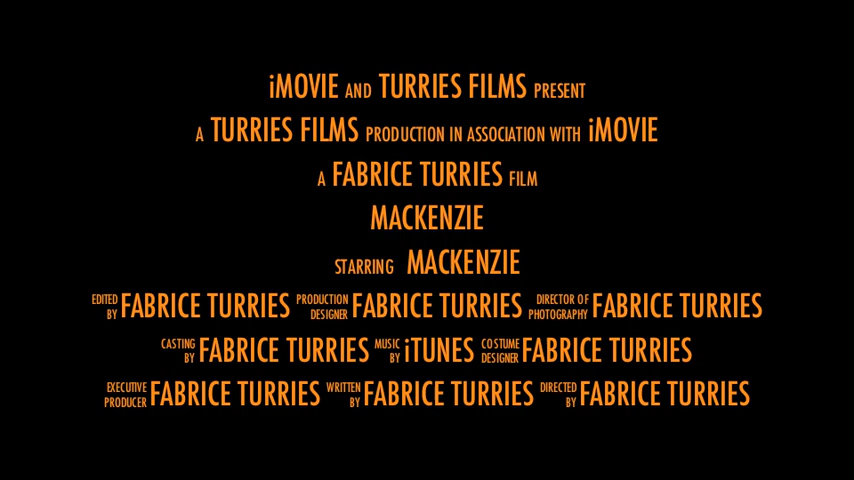 iMOVIE AND TURRIES FILMS PRESENT
A TURRIES FILMS PRODUCTION IN ASSOCIATION WITH iMOVIE
A FABRICE TURRIES FILM
MACKENZIE
STARRING MACKENZIE
EDITED BY FABRICE TURRIES PRODUCTION DESIGNER FABRICE TURRIES DIRECTOR OF PHOTOGRAPHY FABRICE TURRIES
CASTING BY FABRICE TURRIES MUSIC BY iTUNES COSTUME DESIGNER FABRICE TURRIES
EXECUTIVE PRODUCER FABRICE TURRIES WRITTEN BY FABRICE TURRIES DIRECTED BY FABRICE TURRIES